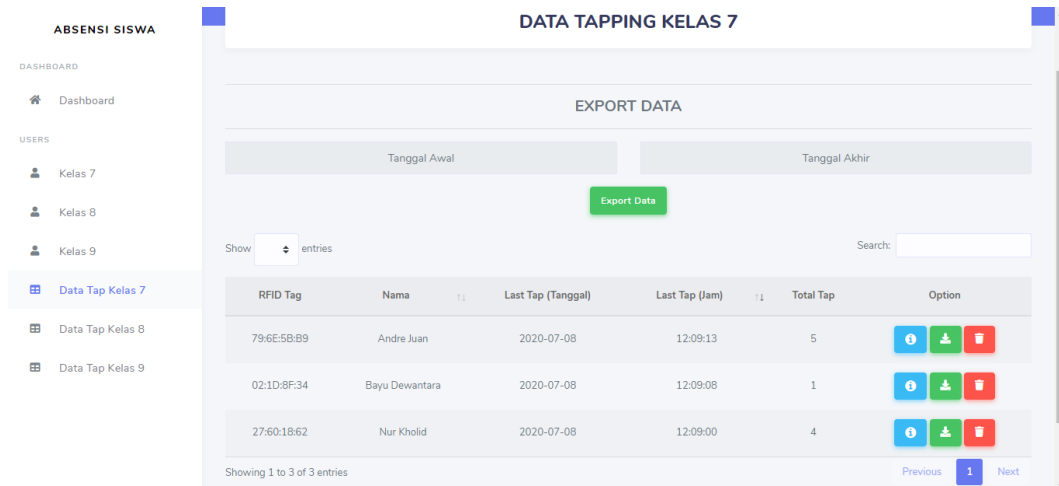 ABSENSI SISWA
DASHBOARD
Dashboard
USERS
Kelas 7
Kelas 8
Kelas 9
Data Tap Kelas 7
Data Tap Kelas 8
Data Tap Kelas 9
DATA TAPPING KELAS 7
EXPORT DATA
Tanggal Awal Tanggal Akhir
Export Data
Show entries Search:
RFID Tag Nama Last Tap (Tanggal) Last Tap (Jam) Total Tap Option
79:6E:5B:B9 Andre Juan 2020-07-08 12:09:13 5
02:1D:8F:34 Bayu Dewantara 2020-07-08 12:09:08 1
27:60:18:62 Nur Kholid 2020-07-08 12:09:00 4
Showing 1 to 3 of 3 entries Previous 1 Next